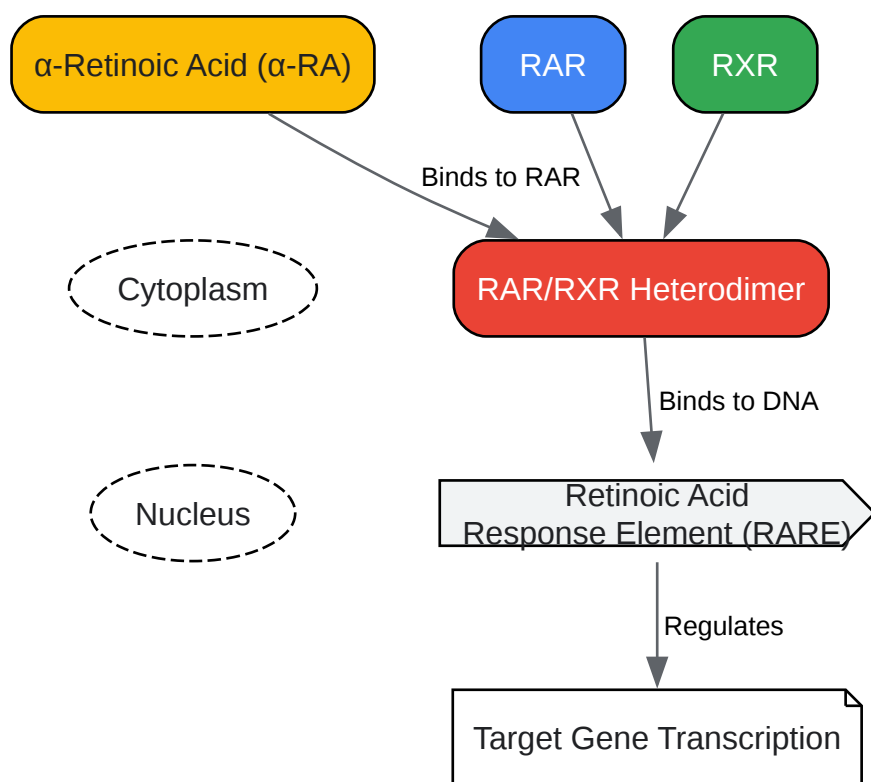 α-Retinoic Acid (α-RA)
RAR
RXR
Binds to RAR
Cytoplasm
RAR/RXR Heterodimer
Binds to DNA
Nucleus
Retinoic Acid
Response Element (RARE)
Regulates
Target Gene Transcription